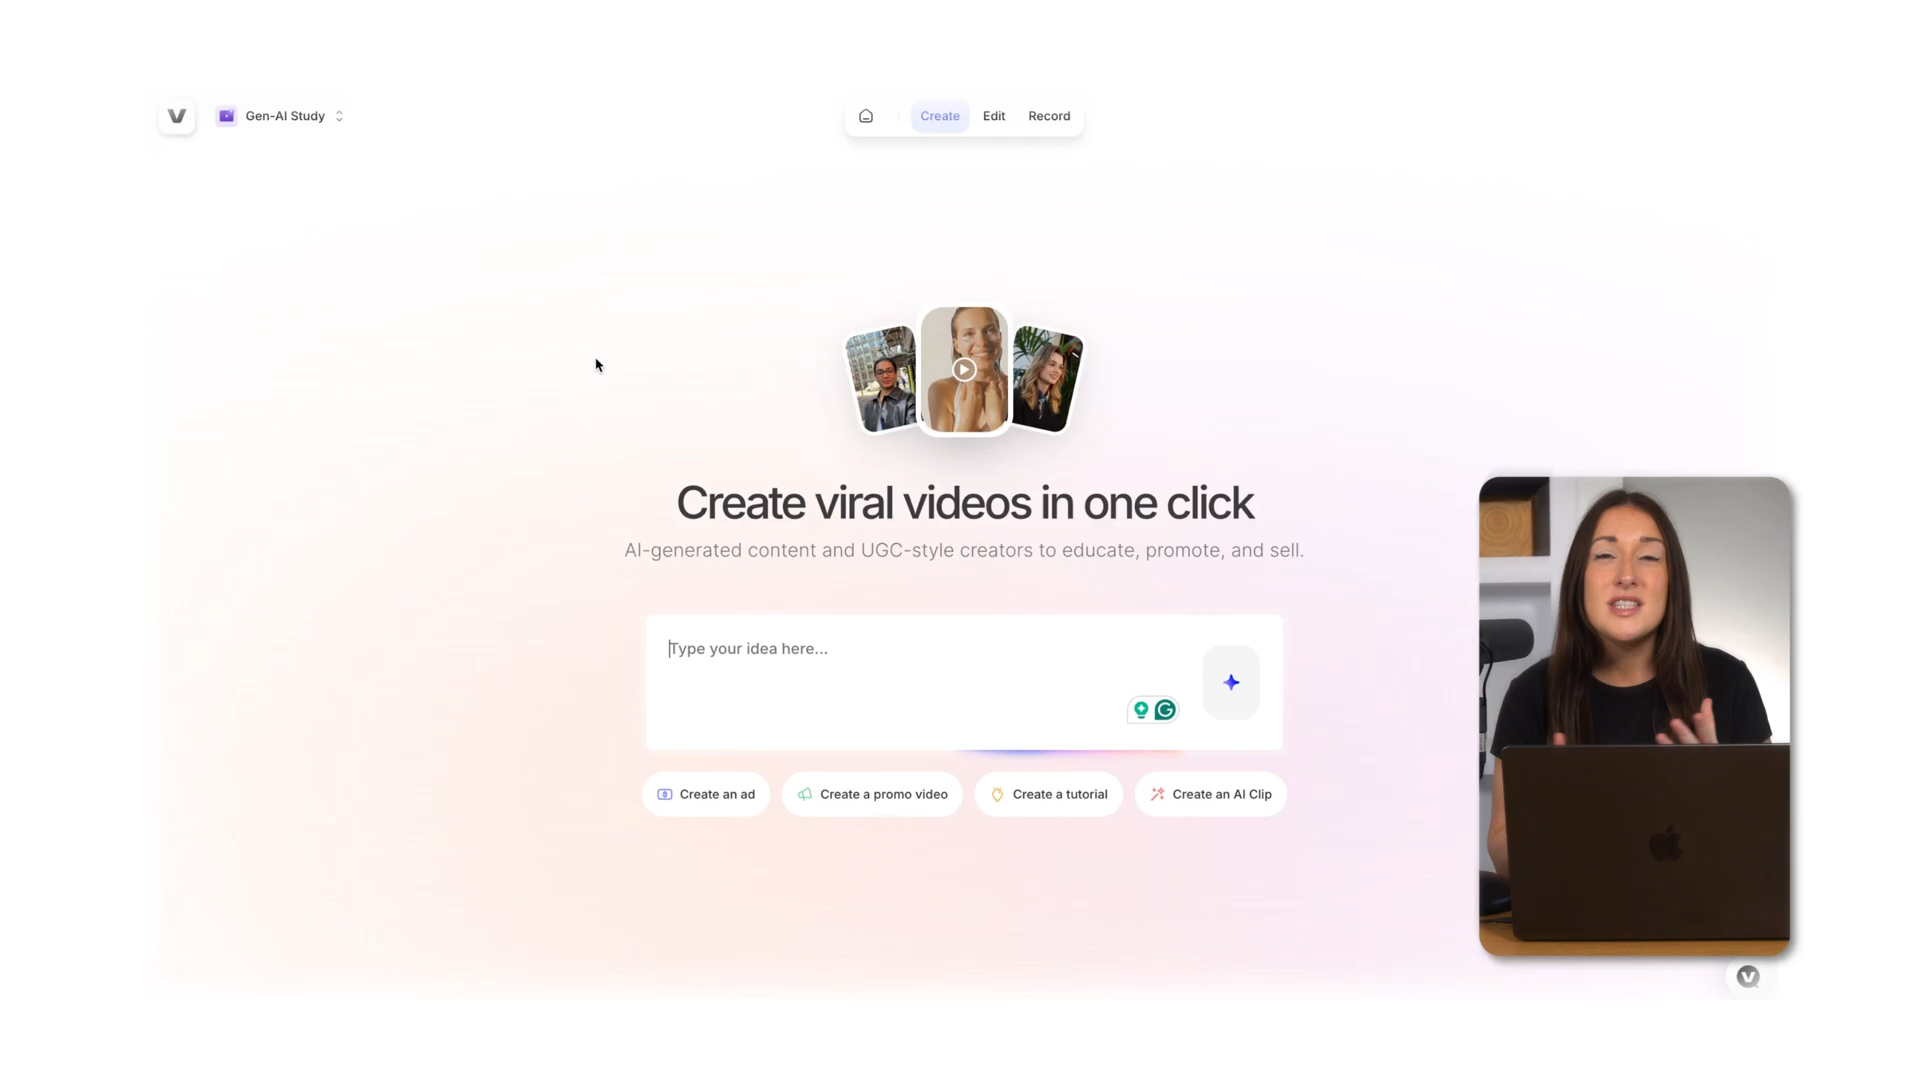 Gen-AI Study
Create
Edit
Record
Create viral videos in one click
AI-generated content and UGC-style creators to educate, promote, and sell.
Type your idea here...
Create an ad
Create a promo video
Create a tutorial
Create an AI Clip